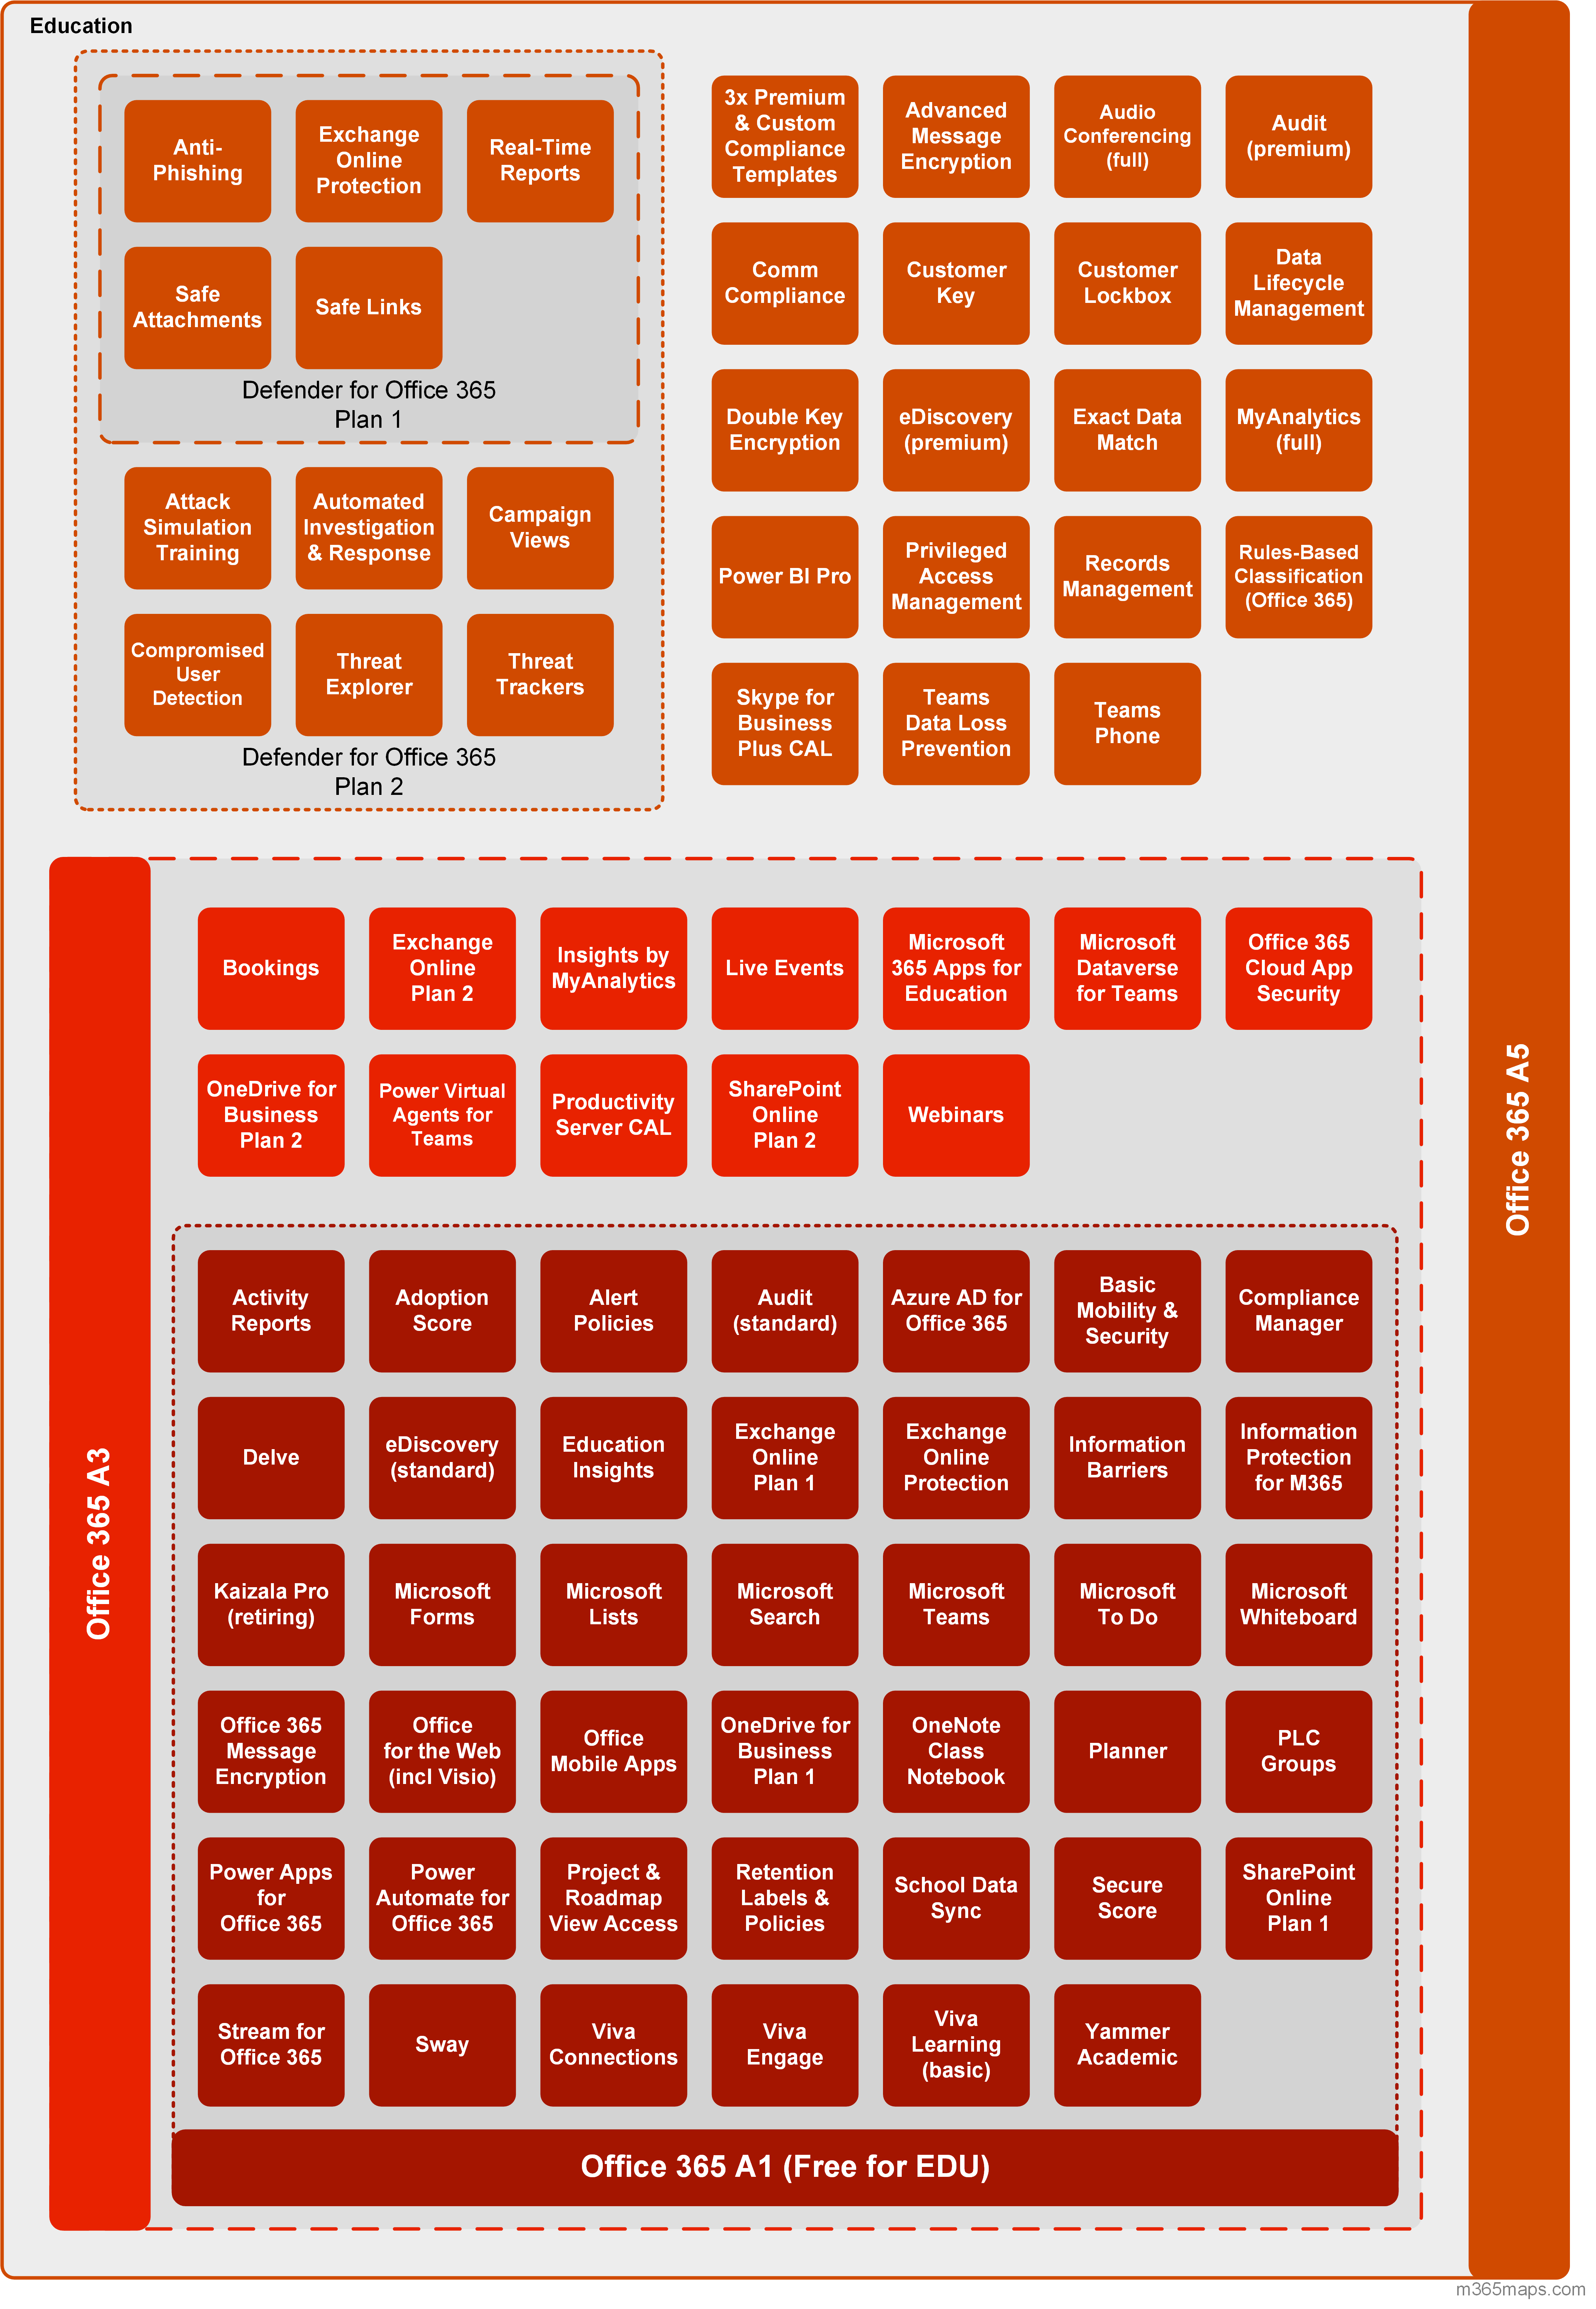 Education
Anti-
Phishing
Exchange
Online
Protection
Real-Time
Reports
Safe
Attachments
Safe Links
Defender for Office 365
Plan 1
Attack
Simulation
Training
Automated
Investigation
& Response
Campaign
Views
Compromised
User
Detection
Threat
Explorer
Threat
Trackers
Defender for Office 365
Plan 2
3x Premium
& Custom
Compliance
Templates
Advanced
Message
Encryption
Audio
Conferencing
(full)
Audit
(premium)
Comm
Compliance
Customer
Key
Customer
Lockbox
Data
Lifecycle
Management
Double Key
Encryption
eDiscovery
(premium)
Exact Data
Match
MyAnalytics
(full)
Power BI Pro
Privileged
Access
Management
Records
Management
Rules-Based
Classification
(Office 365)
Skype for
Business
Plus CAL
Teams
Data Loss
Prevention
Teams
Phone
Office 365 A5
Office 365 A3
Bookings
Exchange
Online
Plan 2
Insights by
MyAnalytics
Live Events
Microsoft
365 Apps for
Education
Microsoft
Dataverse
for Teams
Office 365
Cloud App
Security
OneDrive for
Business
Plan 2
Power Virtual
Agents for
Teams
Productivity
Server CAL
SharePoint
Online
Plan 2
Webinars
Activity
Reports
Adoption
Score
Alert
Policies
Audit
(standard)
Azure AD for
Office 365
Basic
Mobility &
Security
Compliance
Manager
Delve
eDiscovery
(standard)
Education
Insights
Exchange
Online
Plan 1
Exchange
Online
Protection
Information
Barriers
Information
Protection
for M365
Kaizala Pro
(retiring)
Microsoft
Forms
Microsoft
Lists
Microsoft
Search
Microsoft
Teams
Microsoft
To Do
Microsoft
Whiteboard
Office 365
Message
Encryption
Office
for the Web
(incl Visio)
Office
Mobile Apps
OneDrive for
Business
Plan 1
OneNote
Class
Notebook
Planner
PLC
Groups
Power Apps
for
Office 365
Power
Automate for
Office 365
Project &
Roadmap
View Access
Retention
Labels &
Policies
School Data
Sync
Secure
Score
SharePoint
Online
Plan 1
Stream for
Office 365
Sway
Viva
Connections
Viva
Engage
Viva
Learning
(basic)
Yammer
Academic
Office 365 A1 (Free for EDU)
m365maps.com